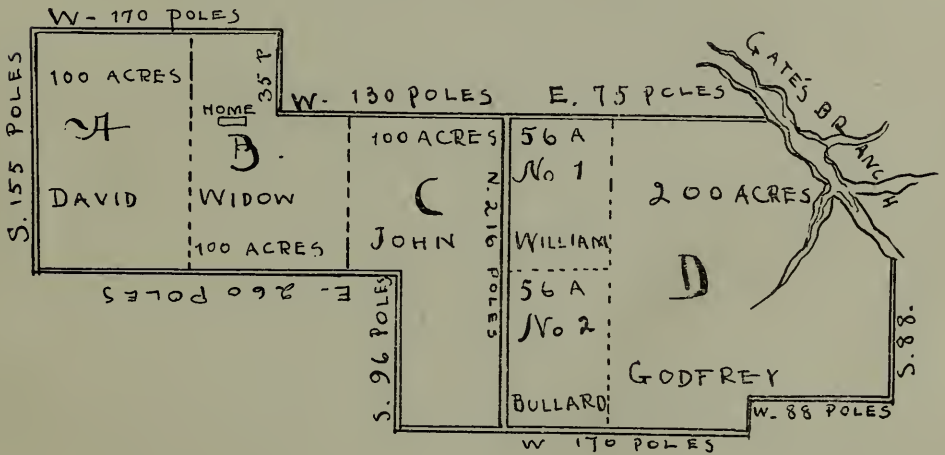 W - 170 POLES
S. 155 POLES
100 ACRES
A
DAVID
35 P
HOME
B.
WIDOW
100 ACRES
E. 260 POLES
W. 130 POLES
100 ACRES
C
JOHN
N. 216 POLES
S. 96 POLES
E. 75 POLES
56 A
No 1
WILLIAM
56 A
No 2
BULLARD
200 ACRES
D
GODFREY
GATE'S BRANCH
S. 88.
W. 88 POLES
W 170 POLES